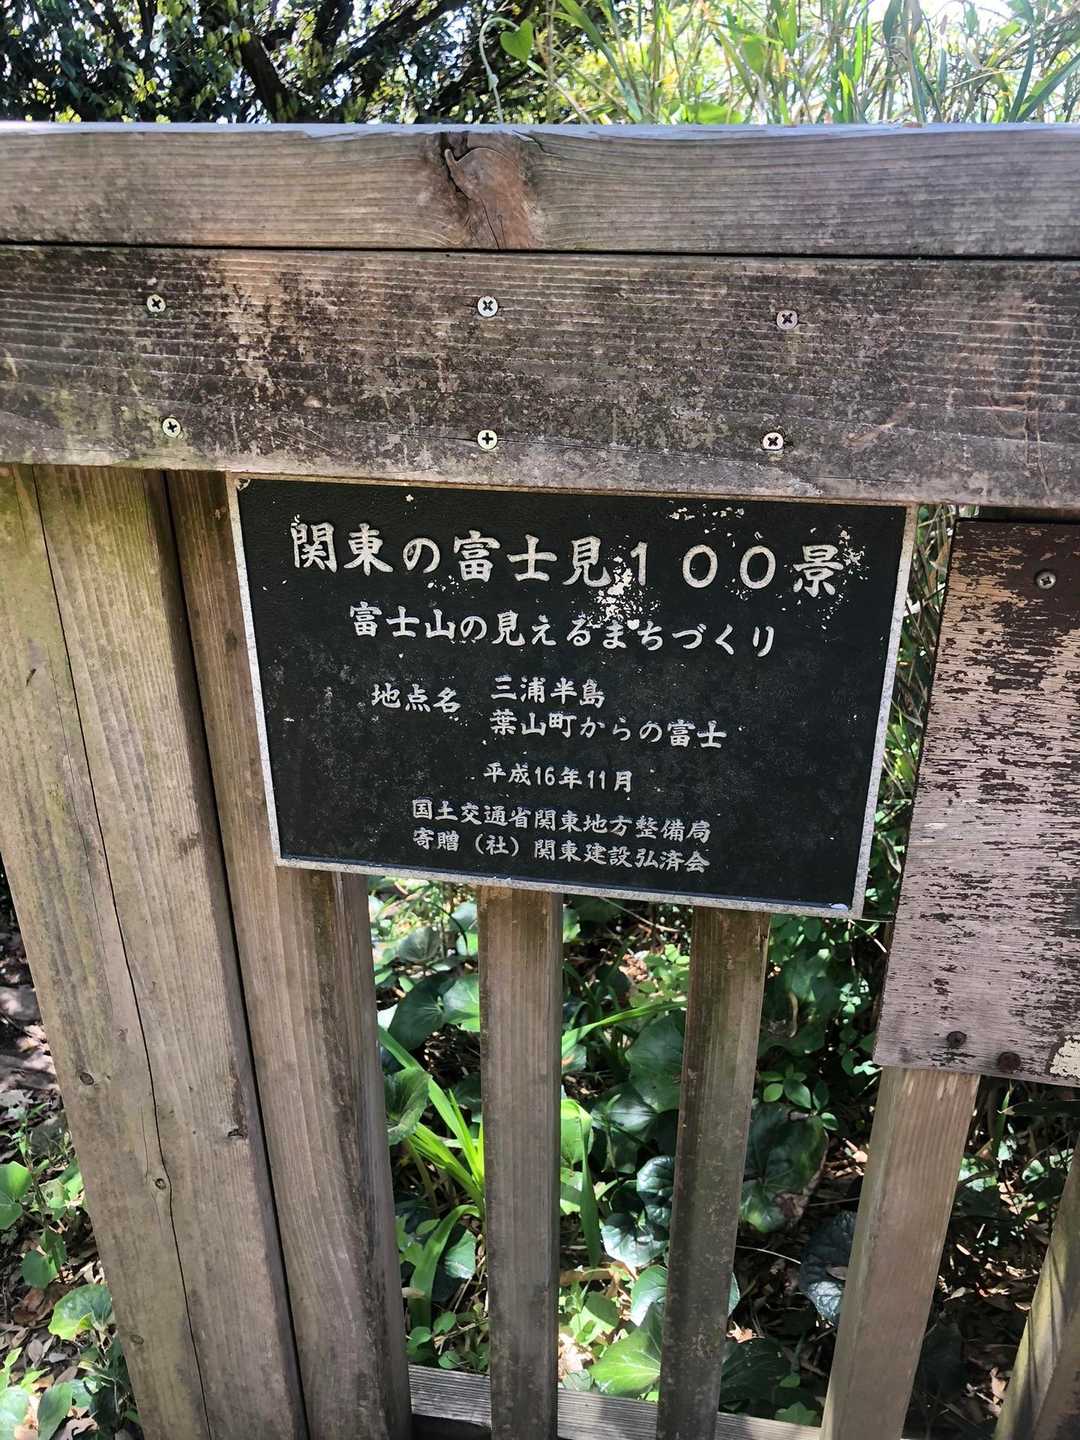 関東の富士見100景
富士山の見えるまちづくり
地点名 三浦半島
葉山町からの富士
平成16年11月
国土交通省関東地方整備局
寄贈（社）関東建設弘済会